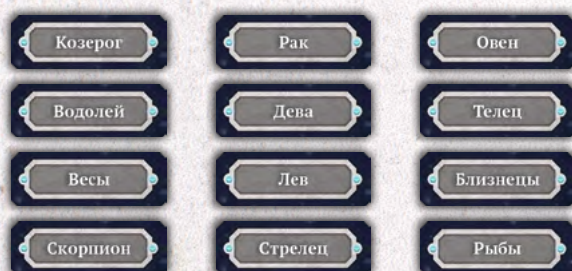 Козерог Рак Овен
Водолей Дева Телец
Весы Лев Близнецы
Скорпион Стрелец Рыбы